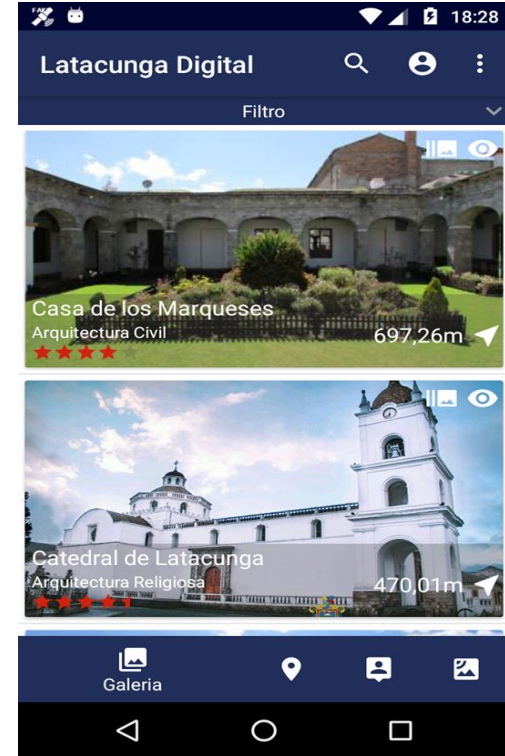 18:28
Latacunga Digital
Filtro
Casa de los Marqueses
Arquitectura Civil
697,26m
Catedral de Latacunga
Arquitectura Religiosa
470,01m
Galeria